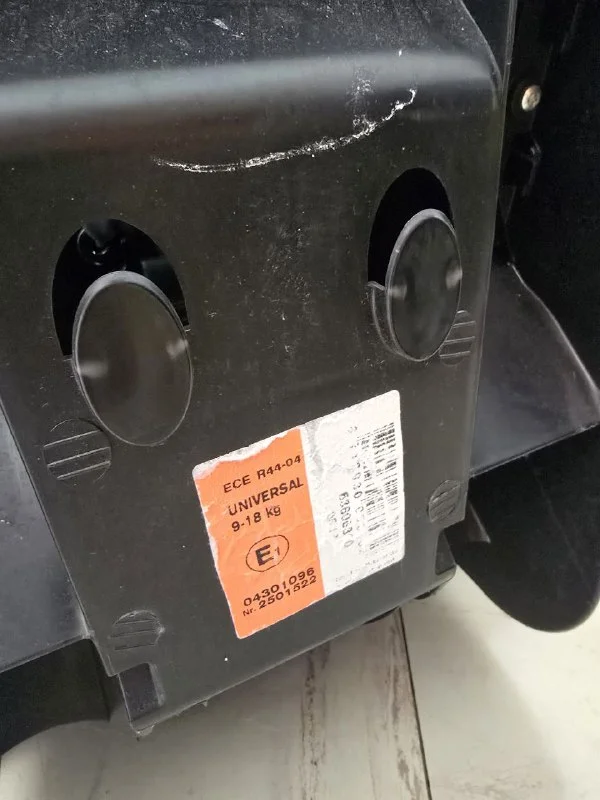 ECE R44-04
UNIVERSAL
9-18 kg
E1
04301096
Nr. 2501522